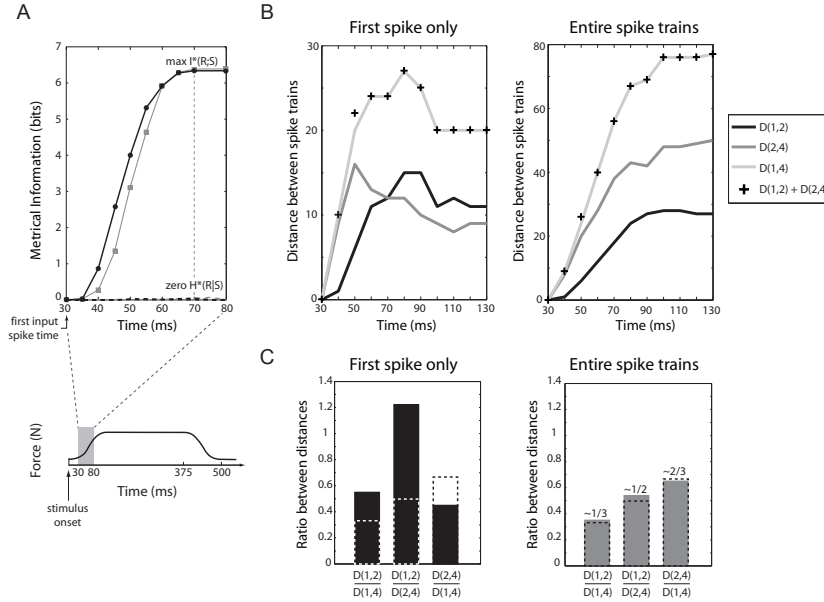 A
Metrical Information (bits)
7
6
5
4
3
2
1
0
max I*(R;S)
zero H*(R|S)
30 40 50 60 70 80
Time (ms)
first input
spike time
Force (N)
30 80 375 500
Time (ms)
stimulus
onset
B
First spike only
Distance between spike trains
30
20
10
0
30 50 70 90 110 130
Time (ms)
Entire spike trains
Distance between spike trains
80
60
40
20
0
30 50 70 90 110 130
Time (ms)
D(1,2)
D(2,4)
D(1,4)
D(1,2) + D(2,4
C
First spike only
Ratio between distances
1.4
1.2
1
0.8
0.6
0.4
0.2
0
D(1,2) D(1,2) D(2,4)
D(1,4) D(2,4) D(1,4)
Entire spike trains
Ratio between distances
1.4
1.2
1
0.8
0.6
0.4
0.2
0
~1/3
~1/2
~2/3
D(1,2) D(1,2) D(2,4)
D(1,4) D(2,4) D(1,4)